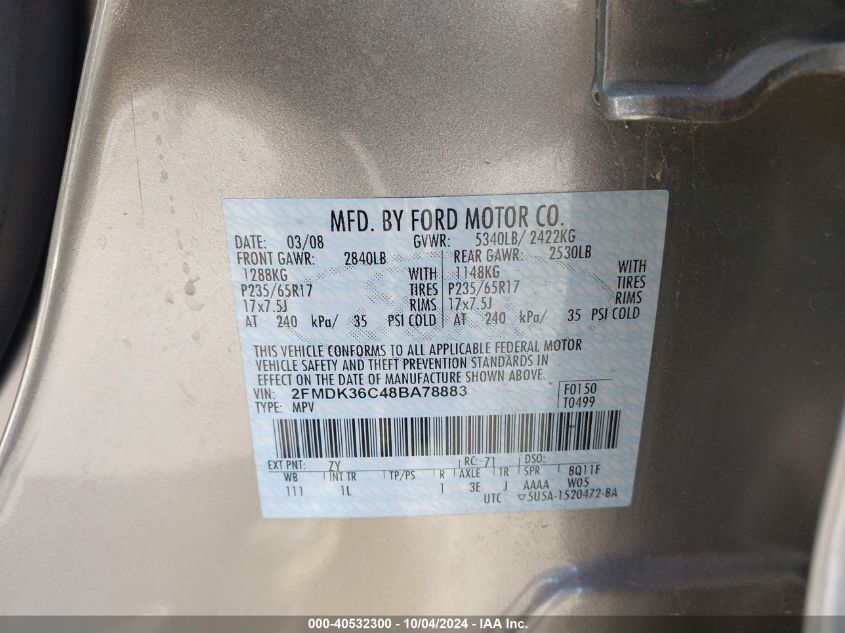 MFD. BY FORD MOTOR CO.
DATE: 03/08 GVWR: 5340LB/ 2422KG
FRONT GAWR: 2840LB REAR GAWR: 2530LB
1288KG WITH 1148KG WITH
P235/65R17 TIRES P235/65R17 TIRES
17x7.5J RIMS 17x7.5J RIMS
AT 240 kPa/ 35 PSI COLD AT 240 kPa/ 35 PSI COLD
THIS VEHICLE CONFORMS TO ALL APPLICABLE FEDERAL MOTOR
VEHICLE SAFETY AND THEFT PREVENTION STANDARDS IN
EFFECT ON THE DATE OF MANUFACTURE SHOWN ABOVE.
VIN: 2FMDK36C48BA78883 F0150
TYPE: MPV T0499
EXT PNT: ZY RC: 71 DSO:
WB INT TR TP/PS R AXLE TR SPR 8Q11F
111 1L 1 3E J AAAA W05
UTC ▽5U5A-1520472-BA
000-40532300 - 10/04/2024 - IAA Inc.